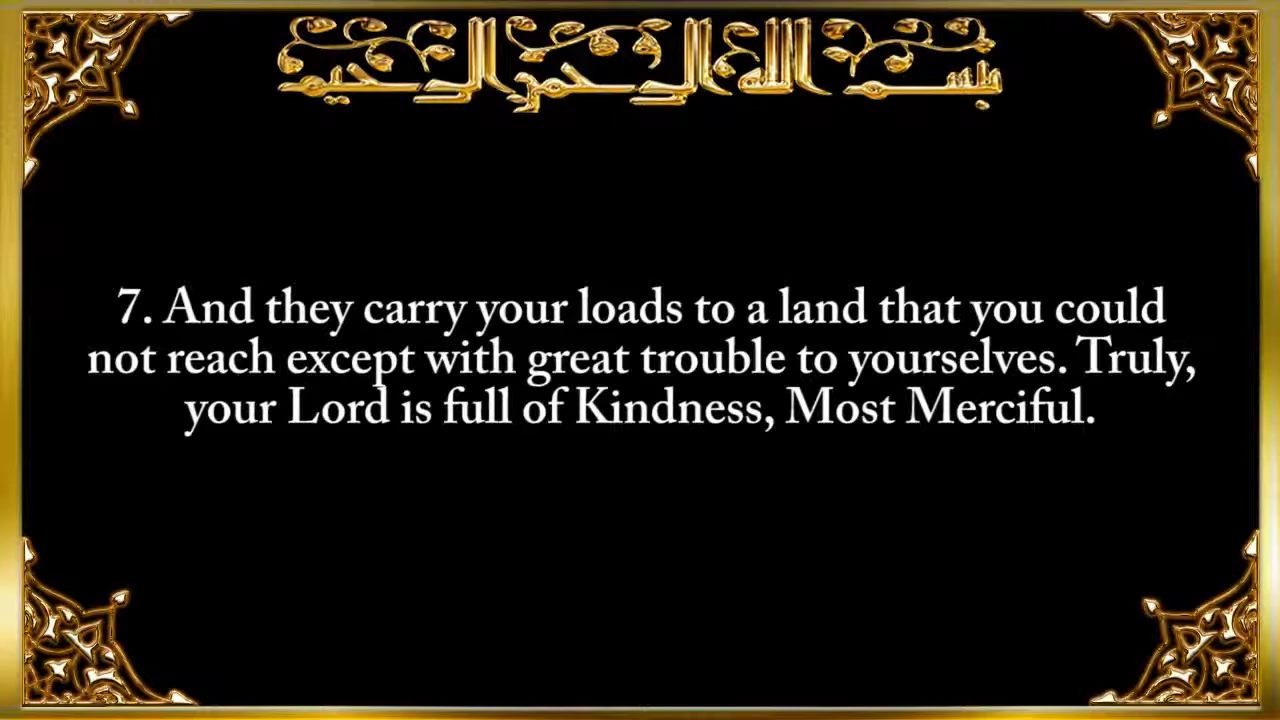 بسم الله الرحمن الرحيم
7. And they carry your loads to a land that you could
not reach except with great trouble to yourselves. Truly,
your Lord is full of Kindness, Most Merciful.